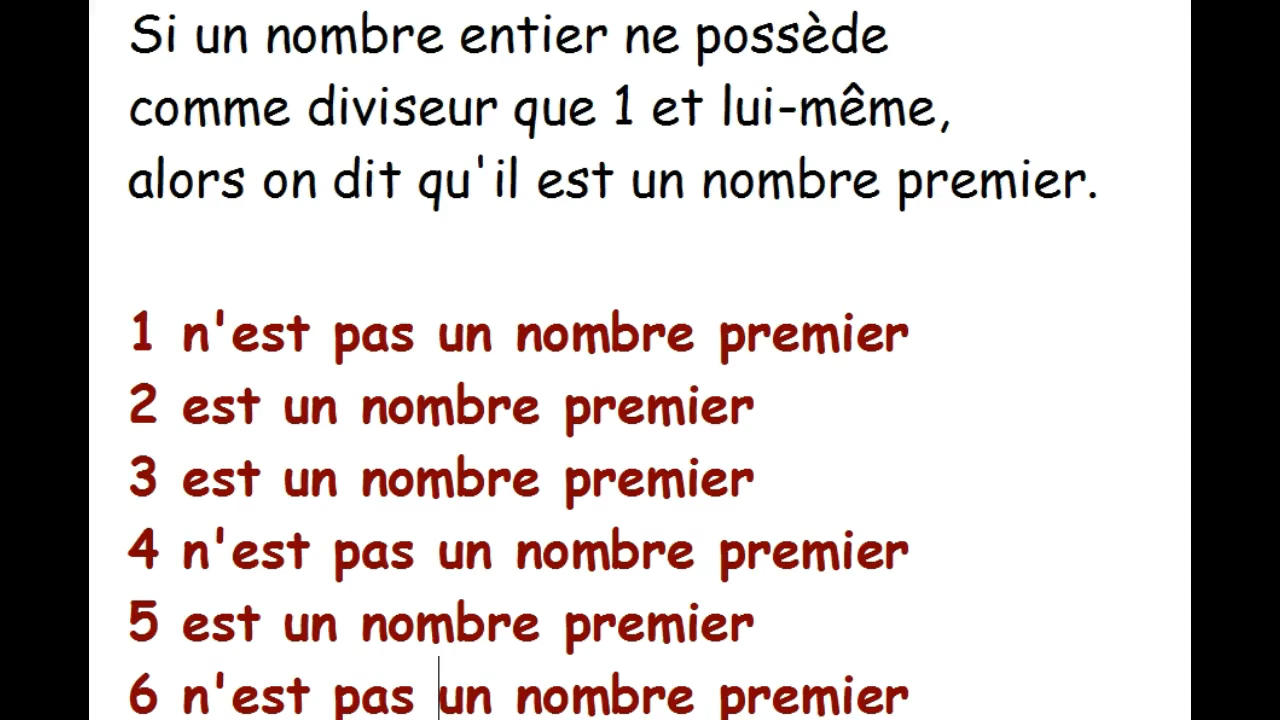 Si un nombre entier ne possède
comme diviseur que 1 et lui-même,
alors on dit qu'il est un nombre premier.
1 n'est pas un nombre premier
2 est un nombre premier
3 est un nombre premier
4 n'est pas un nombre premier
5 est un nombre premier
6 n'est pas un nombre premier